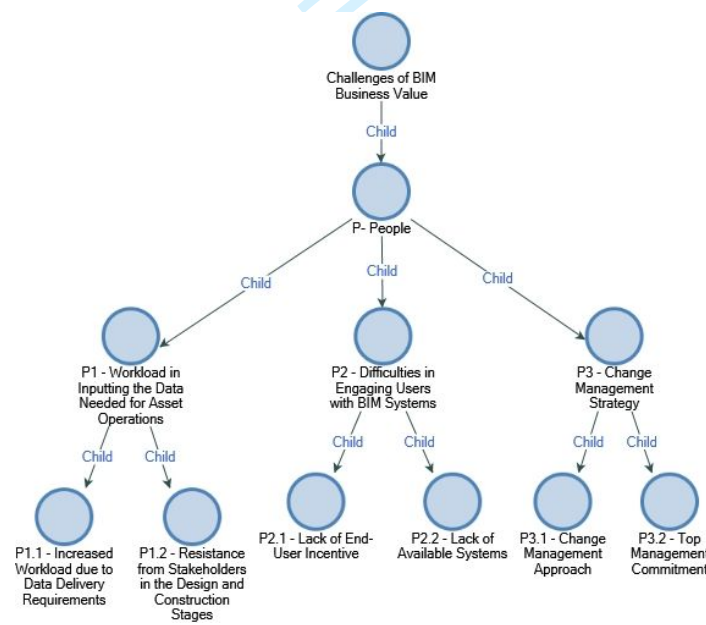 Challenges of BIM
Business Value
Child
P- People
Child
Child
Child
P1 - Workload in
Inputting the Data
Needed for Asset
Operations
P2 - Difficulties in
Engaging Users
with BIM Systems
P3 - Change
Management
Strategy
Child
Child
Child
Child
Child
Child
P1.1 - Increased
Workload due to
Data Delivery
Requirements
P1.2 - Resistance
from Stakeholders
in the Design and
Construction
Stages
P2.1 - Lack of End-
User Incentive
P2.2 - Lack of
Available Systems
P3.1 - Change
Management
Approach
P3.2 - Top
Management
Commitment